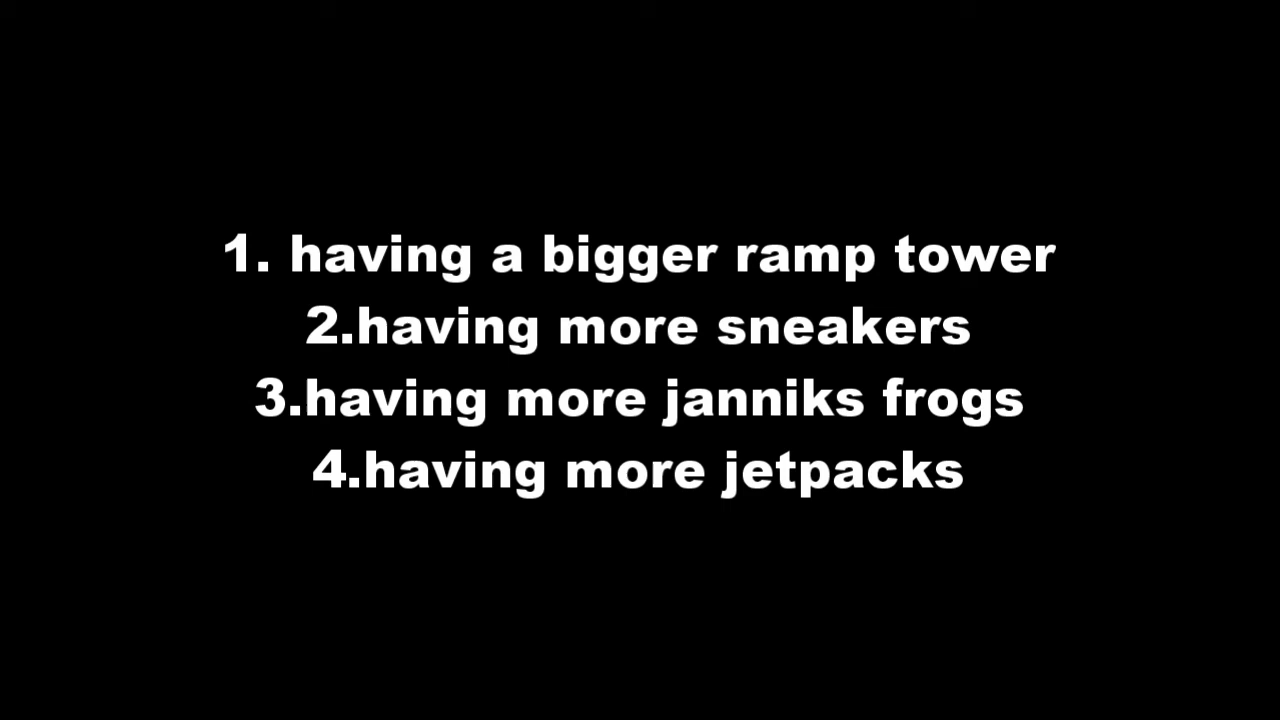 1. having a bigger ramp tower
2.having more sneakers
3.having more janniks frogs
4.having more jetpacks